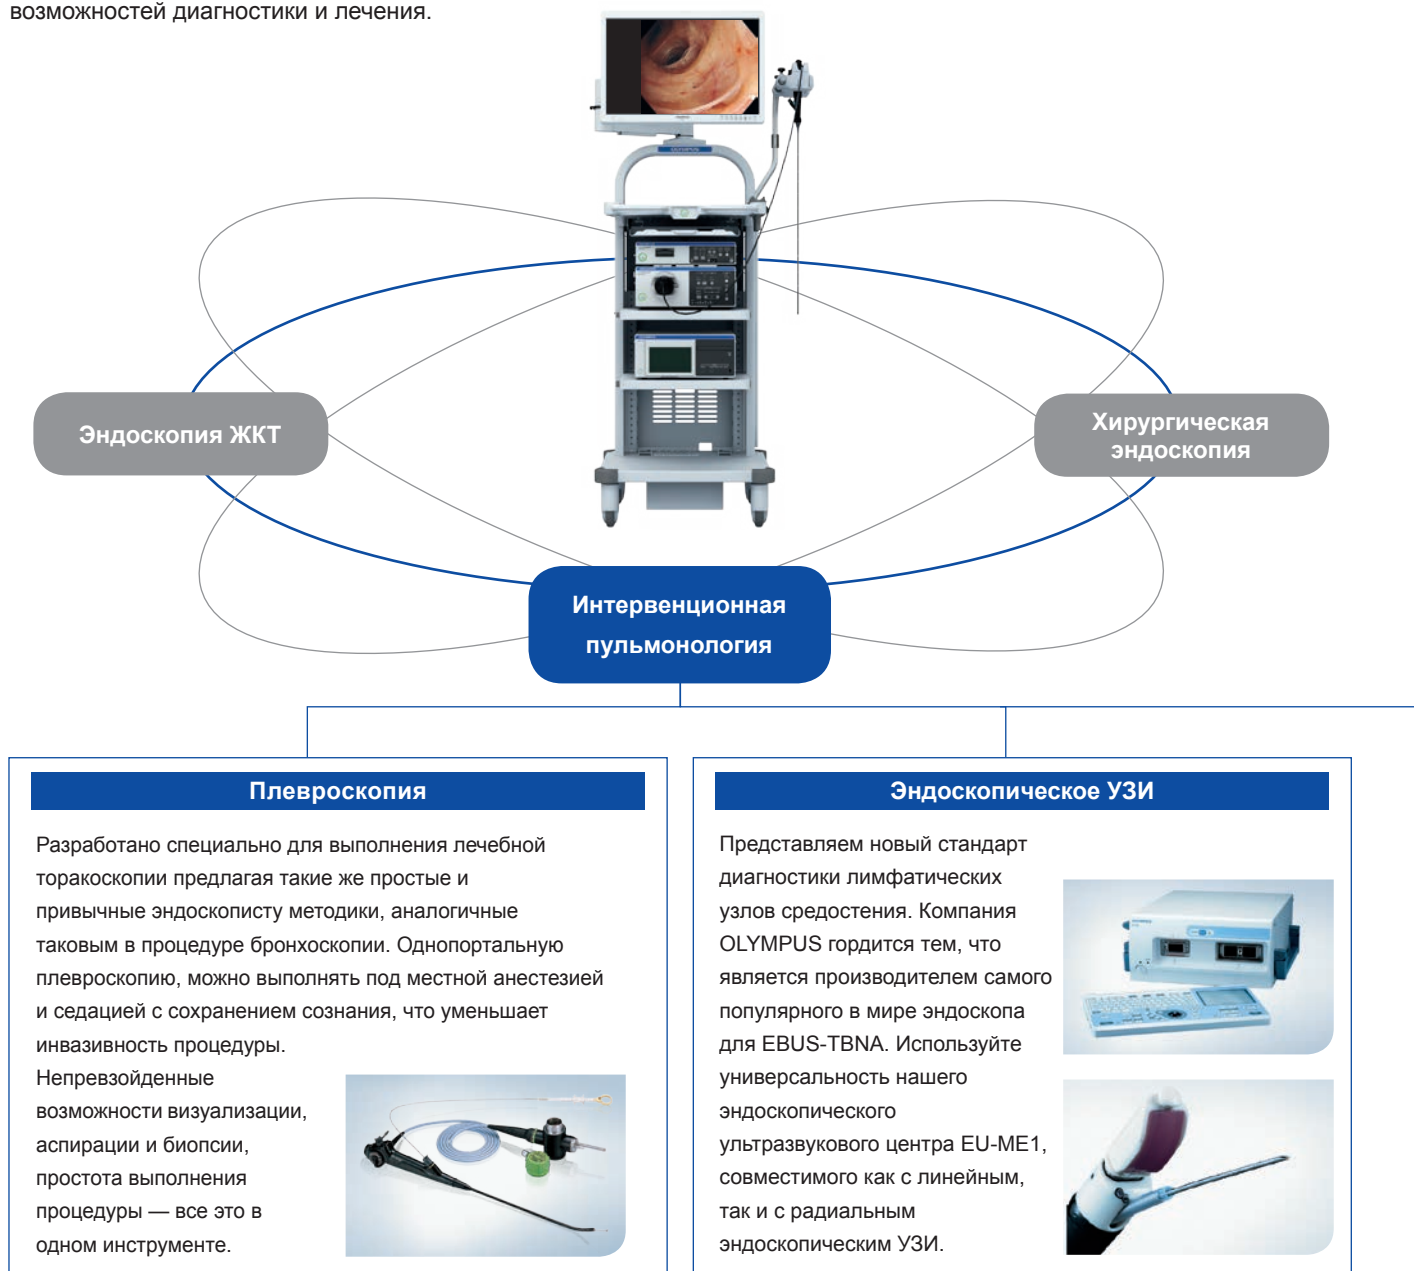 возможностей диагностики и лечения.
OLYMPUS
Эндоскопия ЖКТ
Хирургическая
эндоскопия
Интервенционная
пульмонология
Плевроскопия
Разработано специально для выполнения лечебной
торакоскопии предлагая такие же простые и
привычные эндоскописту методики, аналогичные
таковым в процедуре бронхоскопии. Однопортальную
плевроскопию, можно выполнять под местной анестезией
и седацией с сохранением сознания, что уменьшает
инвазивность процедуры.
Непревзойденные
возможности визуализации,
аспирации и биопсии,
простота выполнения
процедуры — все это в
одном инструменте.
Эндоскопическое УЗИ
Представляем новый стандарт
диагностики лимфатических
узлов средостения. Компания
OLYMPUS гордится тем, что
является производителем самого
популярного в мире эндоскопа
для EBUS-TBNA. Используйте
универсальность нашего
эндоскопического
ультразвукового центра EU-ME1,
совместимого как с линейным,
так и с радиальным
эндоскопическим УЗИ.